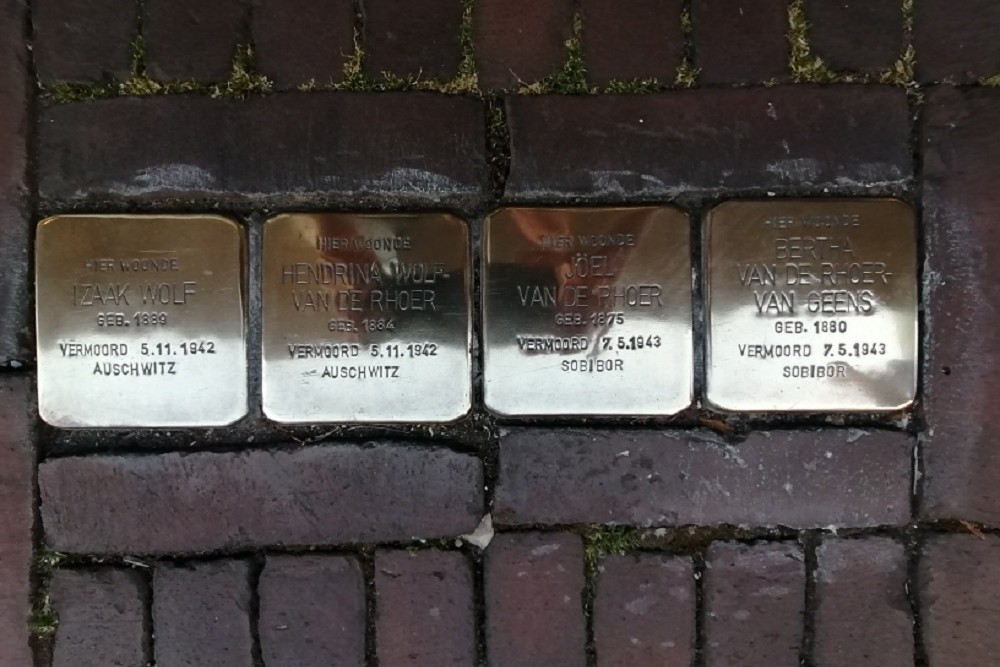 HIER WOONDE
IZAAK WOLF
GEB. 1889
VERMOORD 5.11.1942
AUSCHWITZ
HIER WOONDE
HENDRINA WOLF-
VAN DE RHOER
GEB. 1884
VERMOORD 5.11.1942
AUSCHWITZ
HIER WOONDE
JOËL
VAN DE RHOER
GEB. 1875
VERMOORD 7.5.1943
SOBIBOR
HIER WOONDE
BERTHA
VAN DE RHOER-
VAN GEENS
GEB. 1880
VERMOORD 7.5.1943
SOBIBOR